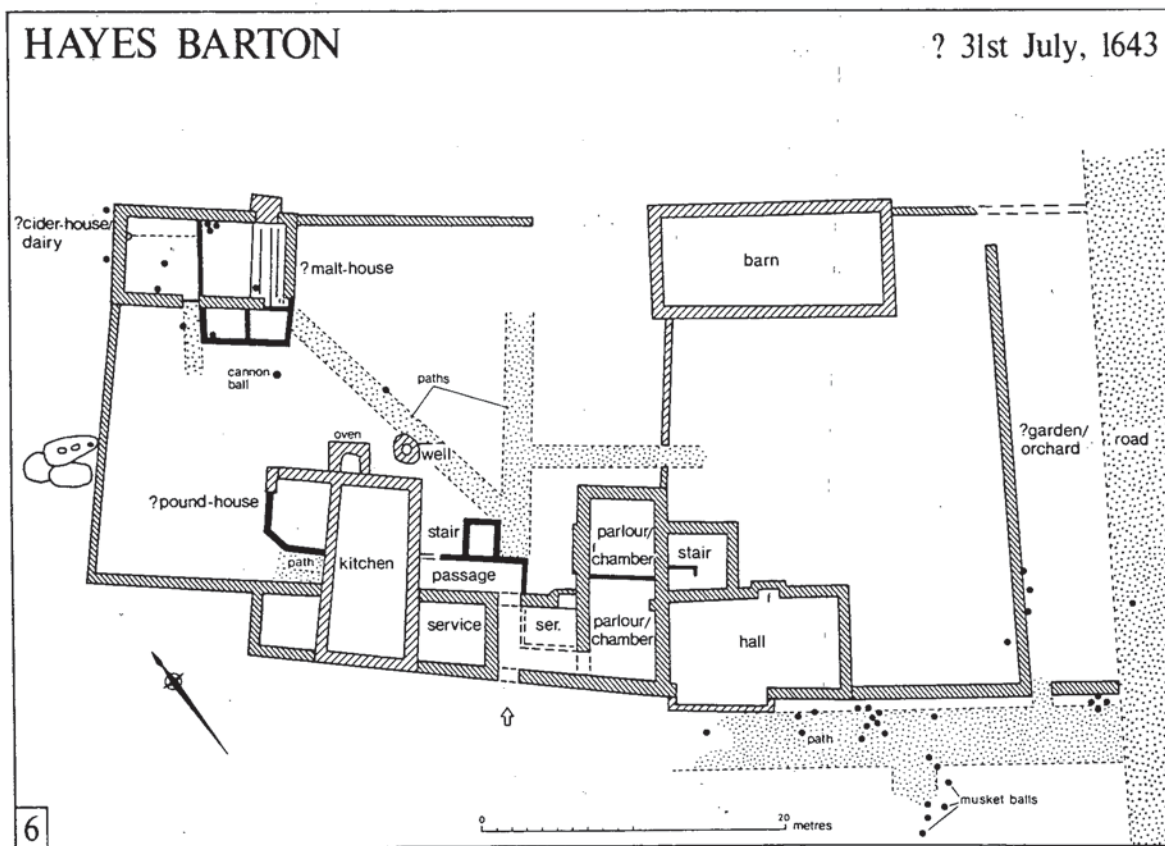 HAYES BARTON
? 31st July, 1643
?cider-house/
dairy
?malt-house
barn
cannon
ball
paths
oven
well
?garden/
orchard
road
?pound-house
stair
parlour/
chamber
stair
path
kitchen
passage
service
ser.
parlour/
chamber
hall
path
musket balls
6
0
20
metres